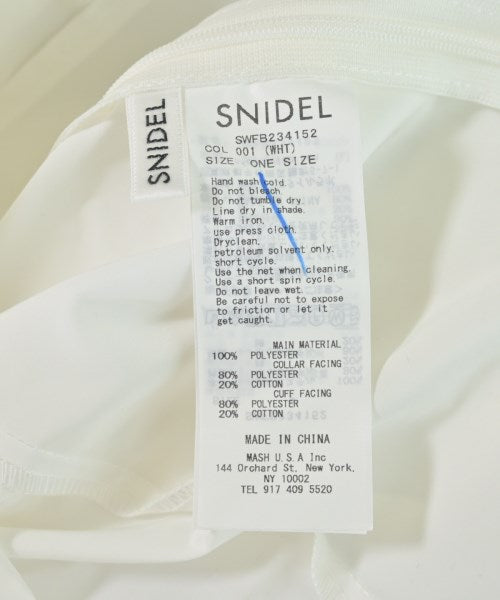 SNIDEL
SNIDEL
SWFB234152
COL 001 (WHT)
SIZE ONE SIZE
Hand wash cold.
Do not bleach.
Do not tumble dry.
Line dry in shade.
Warm iron.
use press cloth.
Dryclean.
petroleum solvent only.
short cycle.
Use the net when cleaning.
Use a short spin cycle.
Do not leave wet.
Be careful not to expose
to friction or let it
get caught.
MAIN MATERIAL
100% POLYESTER
COLLAR FACING
80% POLYESTER
20% COTTON
CUFF FACING
80% POLYESTER
20% COTTON
MADE IN CHINA
MASH U.S.A Inc
144 Orchard St. New York,
NY 10002
TEL 917 409 5520